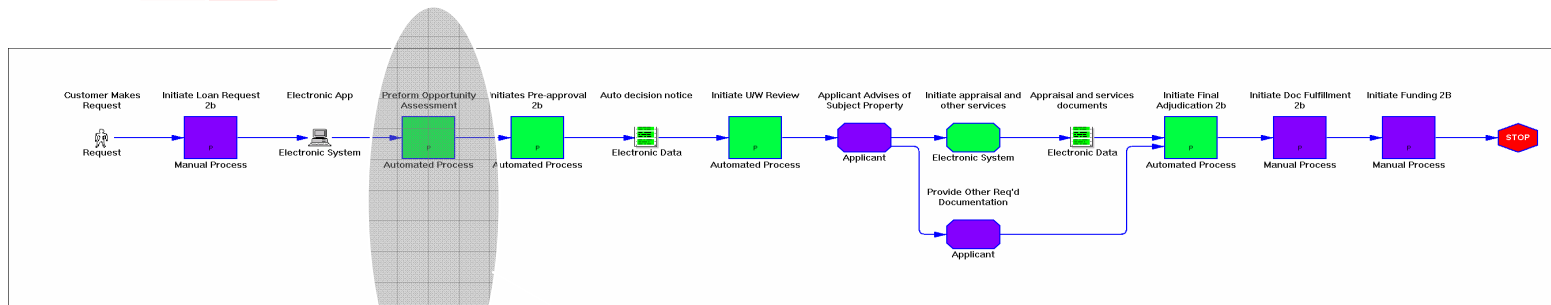 Customer Makes
Request
Request
Initiate Loan Request
2b
P
Manual Process
Electronic App
Electronic System
Preform Opportunity
Assessment
P
Automated Process
Initiates Pre-approval
2b
P
Automated Process
Auto decision notice
Electronic Data
Initiate U/W Review
P
Automated Process
Applicant Advises of
Subject Property
Applicant
Initiate appraisal and
other services
Electronic System
Appraisal and services
documents
Electronic Data
Provide Other Req'd
Documentation
Applicant
Initiate Final
Adjudication 2b
P
Automated Process
Initiate Doc Fulfillment
2b
P
Manual Process
Initiate Funding 2B
P
Manual Process
STOP